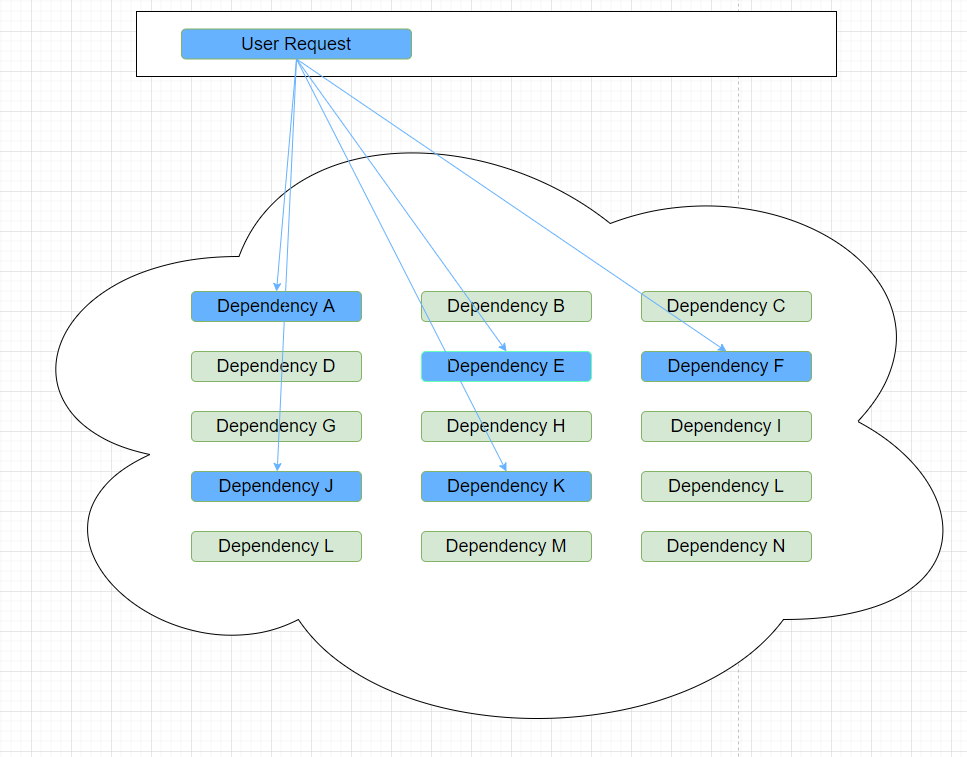 User Request
Dependency A
Dependency B
Dependency C
Dependency D
Dependency E
Dependency F
Dependency G
Dependency H
Dependency I
Dependency J
Dependency K
Dependency L
Dependency L
Dependency M
Dependency N